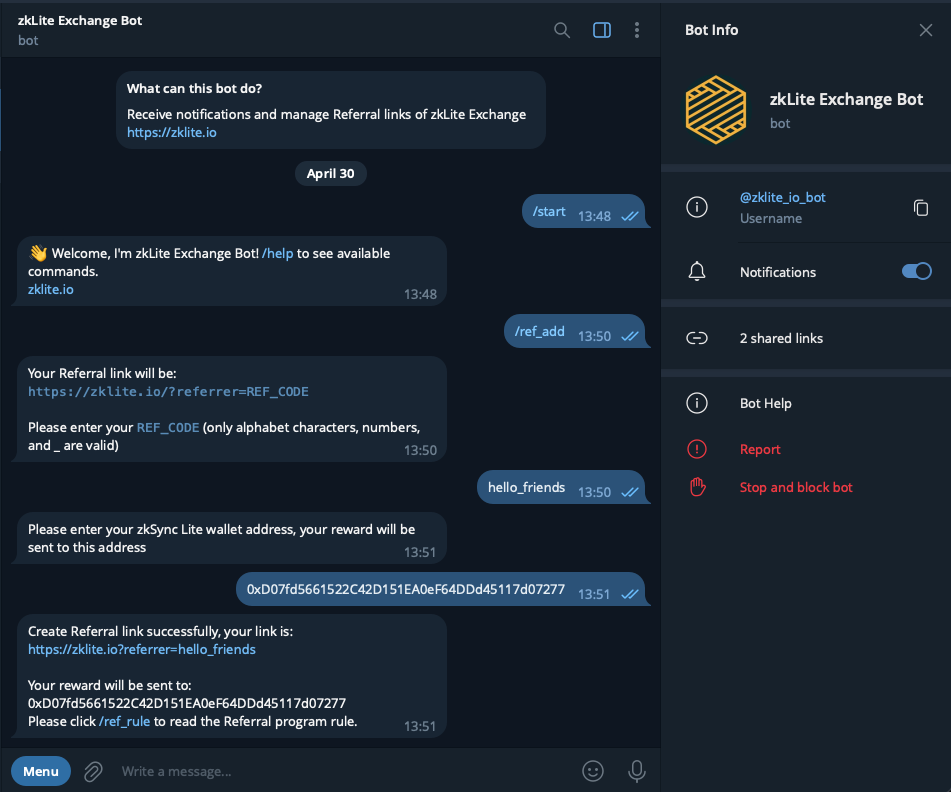 zkLite Exchange Bot
bot
What can this bot do?
Receive notifications and manage Referral links of zkLite Exchange
https://zklite.io
April 30
/start 13:48
👋 Welcome, I'm zkLite Exchange Bot! /help to see available
commands.
zklite.io
13:48
/ref_add 13:50
Your Referral link will be:
https://zklite.io/?referrer=REF_CODE
Please enter your REF_CODE (only alphabet characters, numbers,
and _ are valid)
13:50
hello_friends 13:50
Please enter your zkSync Lite wallet address, your reward will be
sent to this address
13:51
0xD07fd5661522C42D151EA0eF64DDd45117d07277 13:51
Create Referral link successfully, your link is:
https://zklite.io?referrer=hello_friends
Your reward will be sent to:
0xD07fd5661522C42D151EA0eF64DDd45117d07277
Please click /ref_rule to read the Referral program rule.
13:51
Menu
Write a message...
Bot Info
zkLite Exchange Bot
bot
@zklite_io_bot
Username
Notifications
2 shared links
Bot Help
Report
Stop and block bot